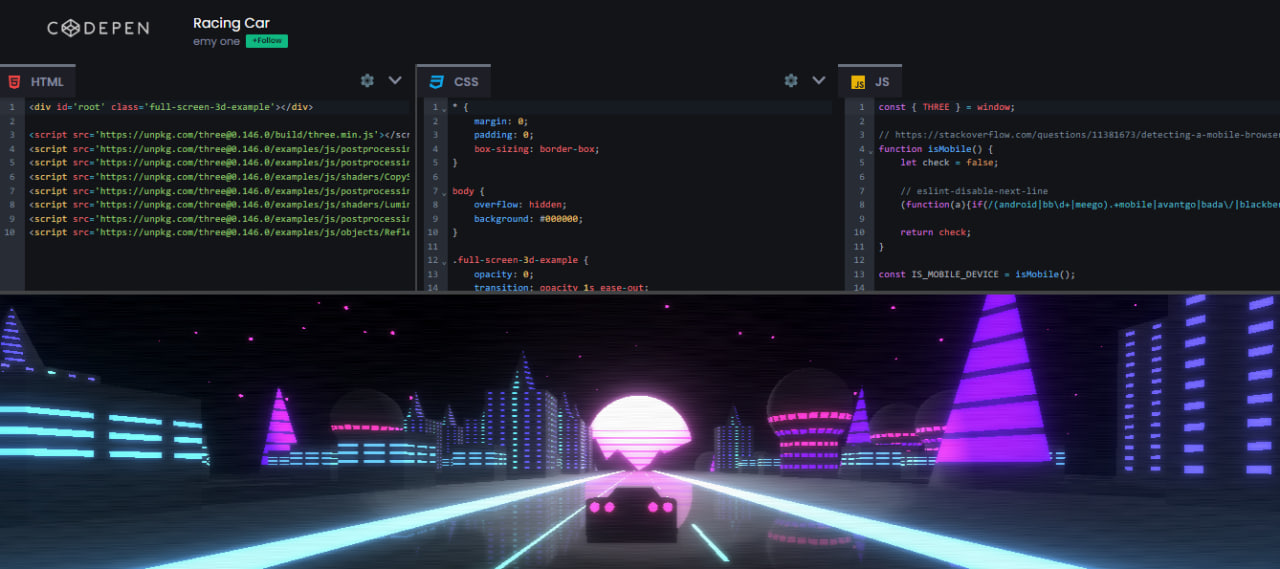 CODEPEN
Racing Car
emy one +Follow
HTML
1 <div id='root' class='full-screen-3d-example'></div>
2
3 <script src='https://unpkg.com/three@0.146.0/build/three.min.js'></scr
4 <script src='https://unpkg.com/three@0.146.0/examples/js/postprocessin
5 <script src='https://unpkg.com/three@0.146.0/examples/js/postprocessin
6 <script src='https://unpkg.com/three@0.146.0/examples/js/shaders/CopyS
7 <script src='https://unpkg.com/three@0.146.0/examples/js/postprocessin
8 <script src='https://unpkg.com/three@0.146.0/examples/js/shaders/Lumin
9 <script src='https://unpkg.com/three@0.146.0/examples/js/postprocessin
10 <script src='https://unpkg.com/three@0.146.0/examples/js/objects/Refle
CSS
1 * {
2 margin: 0;
3 padding: 0;
4 box-sizing: border-box;
5 }
6
7 body {
8 overflow: hidden;
9 background: #000000;
10 }
11
12 .full-screen-3d-example {
13 opacity: 0;
14 transition: opacity 1s ease-out;
JS
JS
1 const { THREE } = window;
2
3 // https://stackoverflow.com/questions/11381673/detecting-a-mobile-browser
4 function isMobile() {
5 let check = false;
6
7 // eslint-disable-next-line
8 (function(a){if(/(android|bb\d+|meego).+mobile|avantgo|bada\/|blackber
9
10 return check;
11 }
12
13 const IS_MOBILE_DEVICE = isMobile();
14